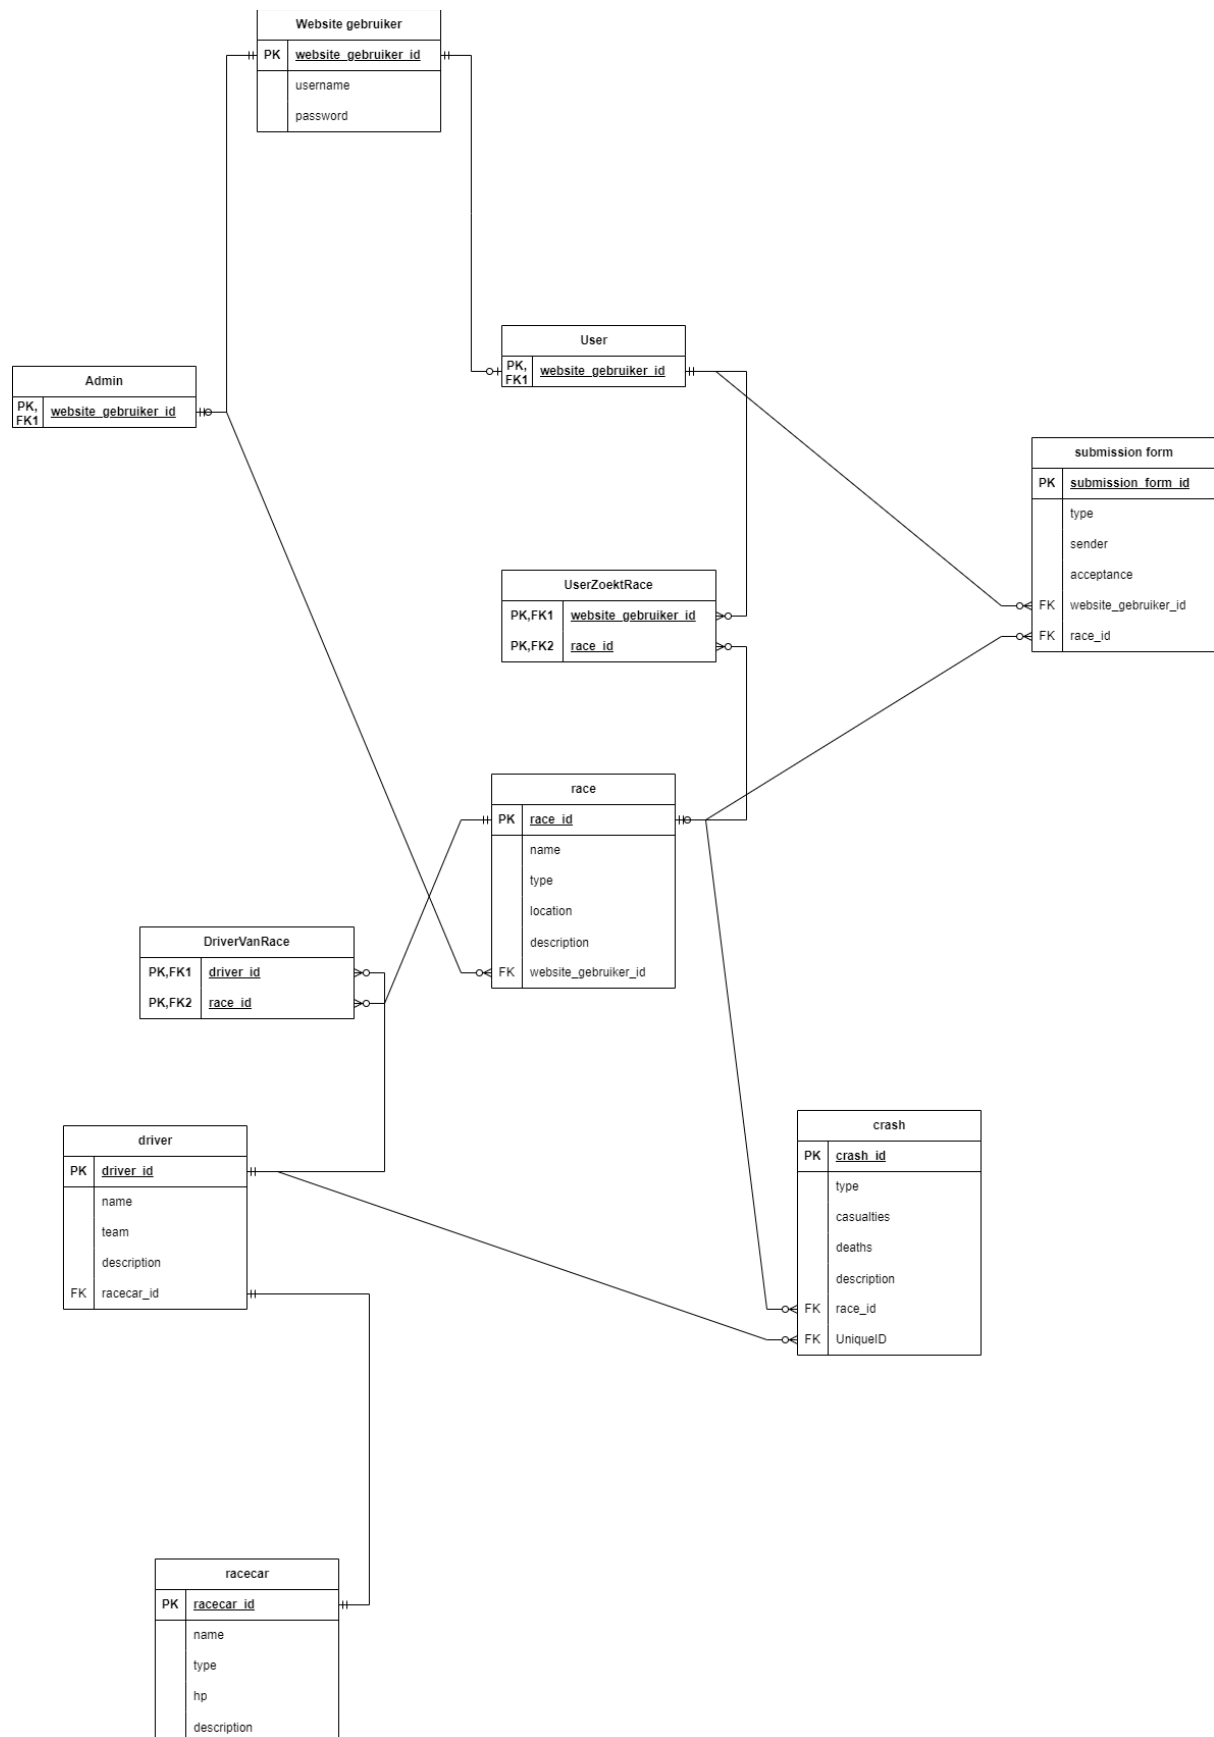 Website gebruiker
PK website_gebruiker_id
username
password
User
PK,
FK1 website_gebruiker_id
Admin
PK,
FK1 website_gebruiker_id
submission form
PK submission_form_id
type
sender
acceptance
FK website_gebruiker_id
FK race_id
UserZoektRace
PK,FK1 website_gebruiker_id
PK,FK2 race_id
race
PK race_id
name
type
location
description
FK website_gebruiker_id
DriverVanRace
PK,FK1 driver_id
PK,FK2 race_id
driver
PK driver_id
name
team
description
FK racecar_id
crash
PK crash_id
type
casualties
deaths
description
FK race_id
FK UniqueID
racecar
PK racecar_id
name
type
hp
description